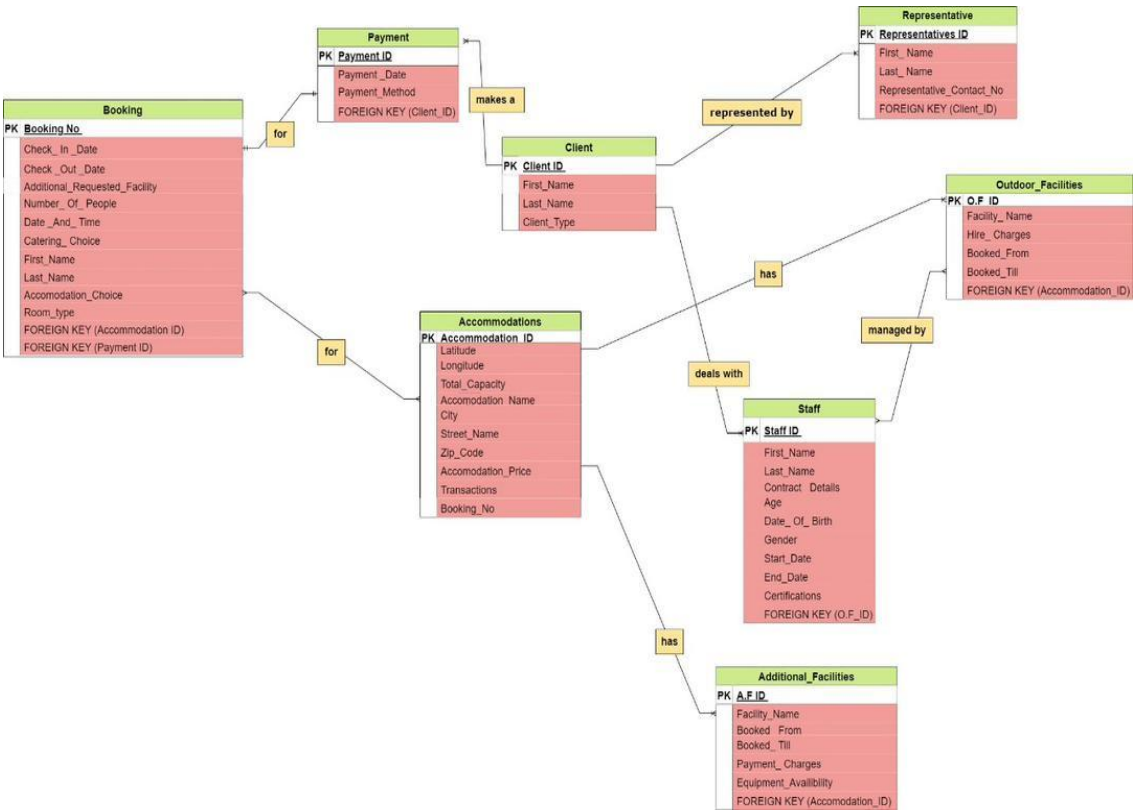 Booking
PK Booking No
Check_ In _Date
Check _Out _Date
Additional_Requested_Facility
Number_ Of_ People
Date _And_ Time
Catering_ Choice
First_Name
Last_Name
Accomodation_Choice
Room_type
FOREIGN KEY (Accommodation ID)
FOREIGN KEY (Payment ID)
for
Payment
PK Payment ID
Payment _Date
Payment_Method
FOREIGN KEY (Client_ID)
makes a
Client
PK Client ID
First_Name
Last_Name
Client_Type
represented by
Representative
PK Representatives ID
First_ Name
Last_ Name
Representative_Contact_No
FOREIGN KEY (Client_ID)
Outdoor_Facilities
PK O.F ID
Facility_ Name
Hire_ Charges
Booked_From
Booked_Till
FOREIGN KEY (Accommodation_ID)
has
managed by
for
Accommodations
PK Accommodation ID
Latitude
Longitude
Total_Capacity
Accomodation Name
City
Street_Name
Zip_Code
Accomodation_Price
Transactions
Booking_No
deals with
Staff
PK Staff ID
First_Name
Last_Name
Contract Details
Age
Date_ Of_ Birth
Gender
Start_Date
End_Date
Certifications
FOREIGN KEY (O.F_ID)
has
Additional_Facilities
PK A.F ID
Facility_Name
Booked From
Booked_ Till
Payment_ Charges
Equipment_Availibility
FOREIGN KEY (Accomodation_ID)